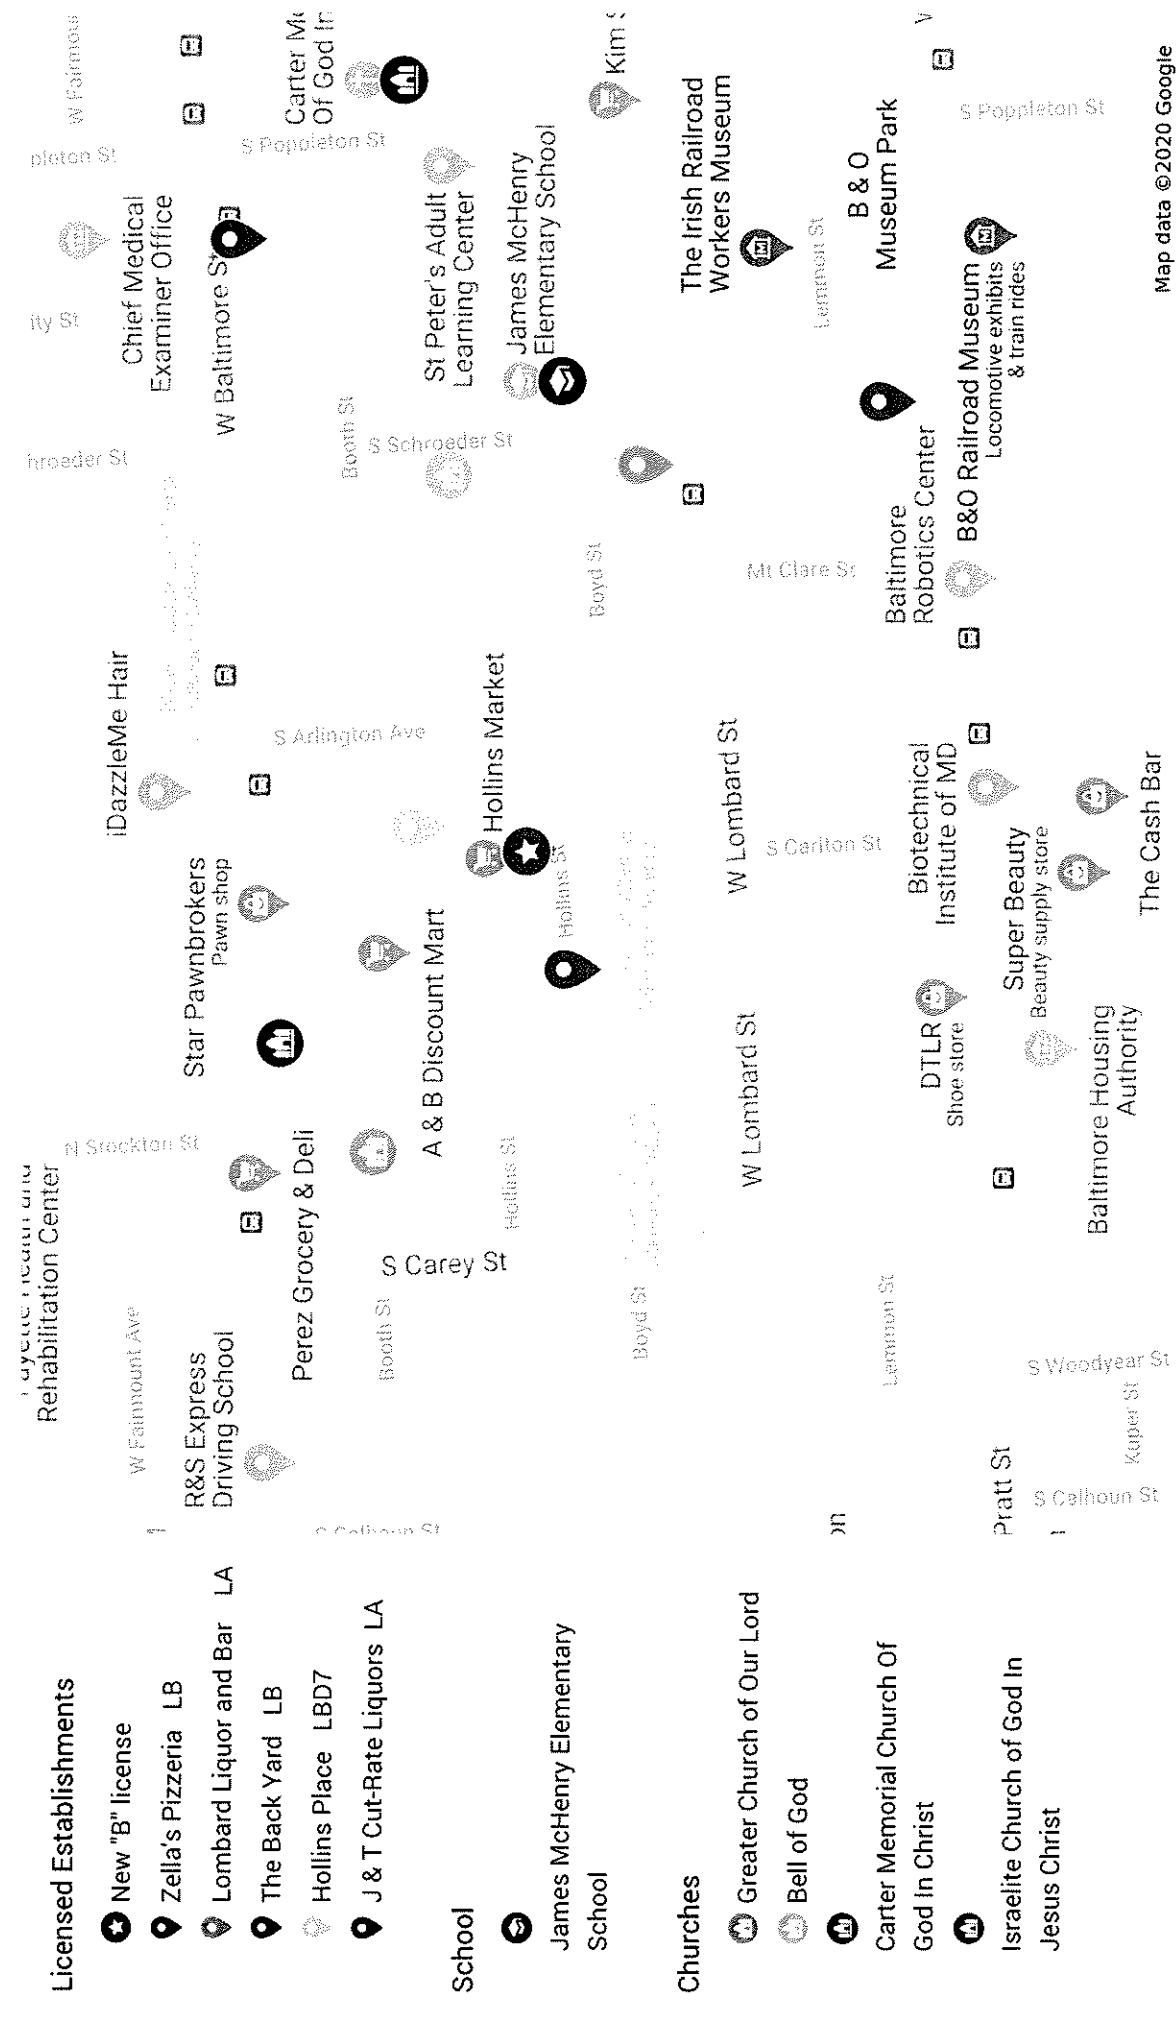 Licensed Establishments
New "B" license
Zella's Pizzeria LB
Lombard Liquor and Bar LA
The Back Yard LB
Hollins Place LBD7
J & T Cut-Rate Liquors LA
School
James McHenry Elementary
School
Churches
Greater Church of Our Lord
Bell of God
Carter Memorial Church Of
God In Christ
Israelite Church of God In
Jesus Christ
Rehabilitation Center
W Fairmount Ave
N Stockton St
R&S Express
Driving School
Perez Grocery & Deli
Star Pawnbrokers
Pawn shop
iDazzleMe Hair
Chief Medical
Examiner Office
W Baltimore St
S Poppleton St
Carter
Of God In
S Calhoun St
Booth St
S Carey St
A & B Discount Mart
S Arlington Ave
Booth St
S Schroeder St
St Peter's Adult
Learning Center
Hollins St
Hollins Market
Hollins St
James McHenry
Elementary School
Boyd St
Boyd St
Kim
W Lombard St
W Lombard St
The Irish Railroad
Workers Museum
S Carlton St
Mt Clare St
Lemmon St
Lemmon St
B & O
Museum Park
Baltimore
Robotics Center
DTLR
Shoe store
Biotechnical
Institute of MD
B&O Railroad Museum
Locomotive exhibits
& train rides
S Poppleton St
Pratt St
Super Beauty
Beauty supply store
S Woodyear St
S Calhoun St
Kuper St
Baltimore Housing
Authority
The Cash Bar
Map data ©2020 Google